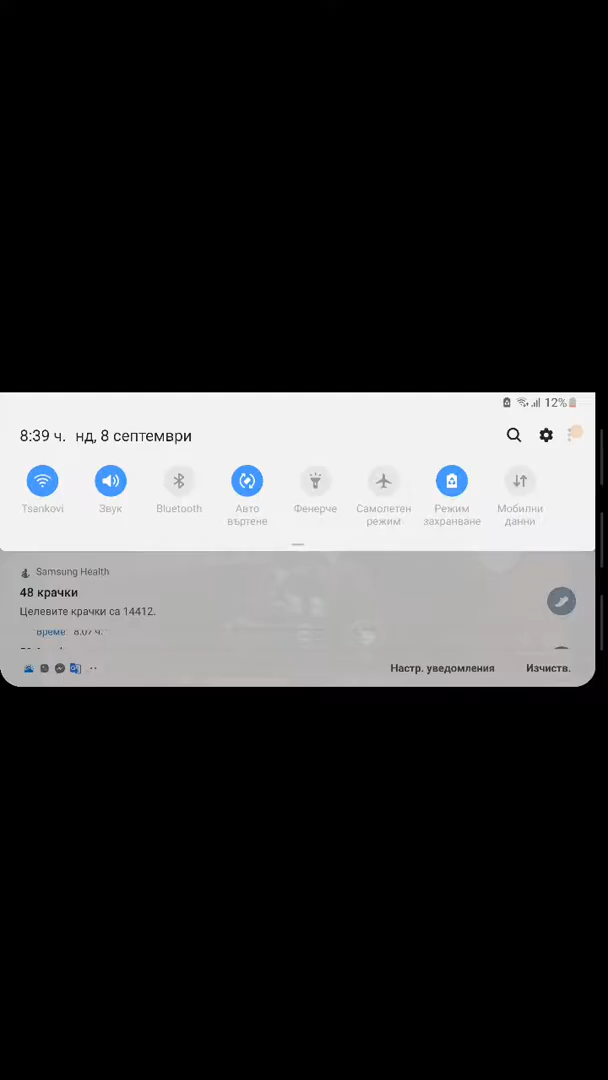 12%
8:39 ч. нд, 8 септември
Tsankovi
Звук
Bluetooth
Авто
въртене
Фенерче
Самолетен
режим
Режим
захранване
Мобилни
данни
Samsung Health
48 крачки
Целевите крачки са 14412.
Време: 8:07 ч.
Настр. уведомления
Изчиств.